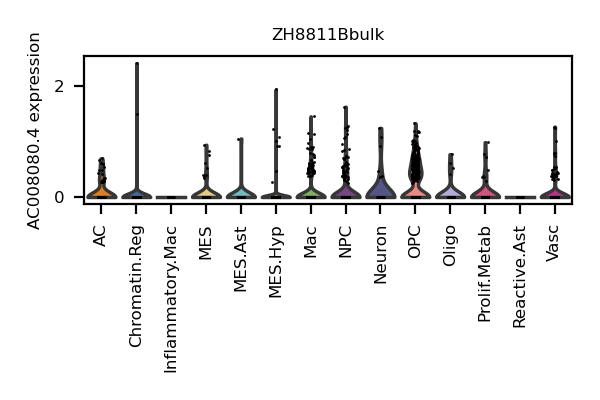 ZH8811Bbulk
AC008080.4 expression
2
0
AC
Chromatin.Reg
Inflammatory.Mac
MES
MES.Ast
MES.Hyp
Mac
NPC
Neuron
OPC
Oligo
Prolif.Metab
Reactive.Ast
Vasc